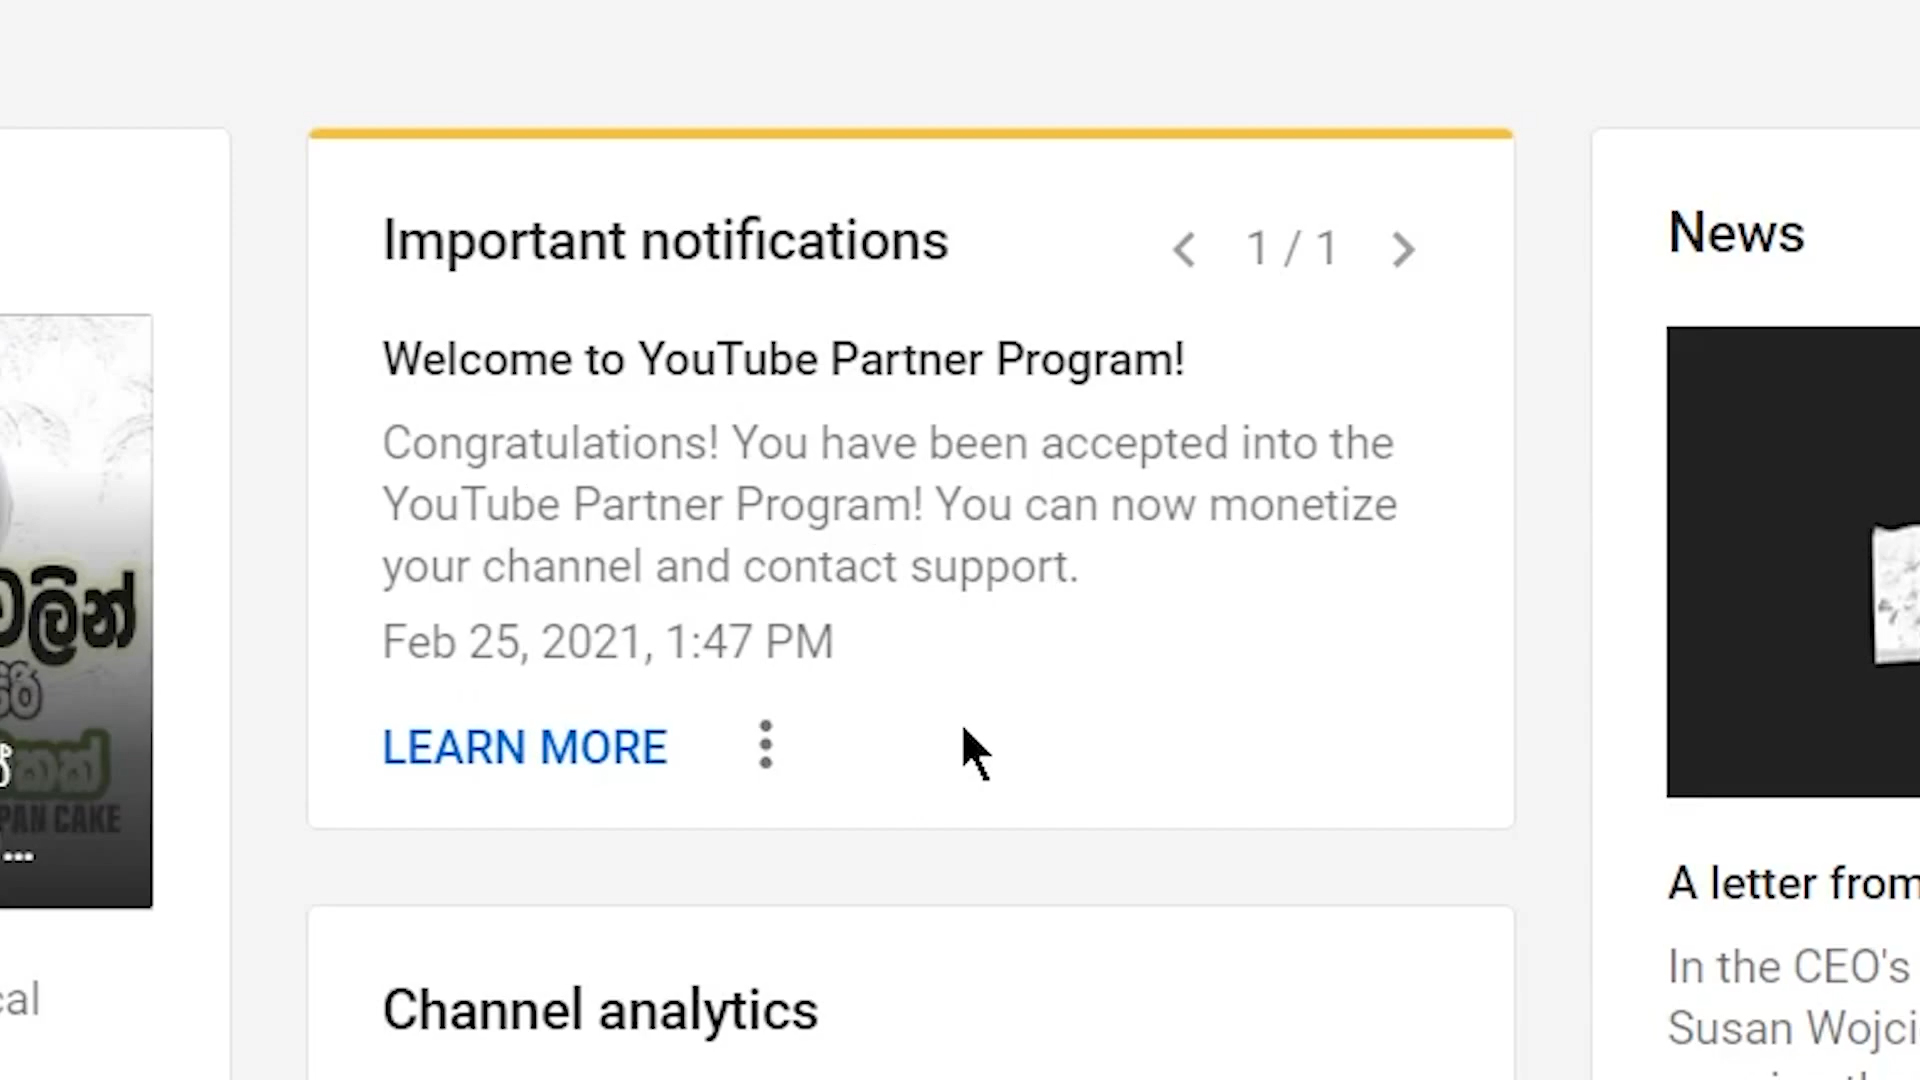 Important notifications
1 / 1
Welcome to YouTube Partner Program!
Congratulations! You have been accepted into the
YouTube Partner Program! You can now monetize
your channel and contact support.
Feb 25, 2021, 1:47 PM
LEARN MORE
Channel analytics
PAN CAKE
...
News
A letter from
In the CEO's
Susan